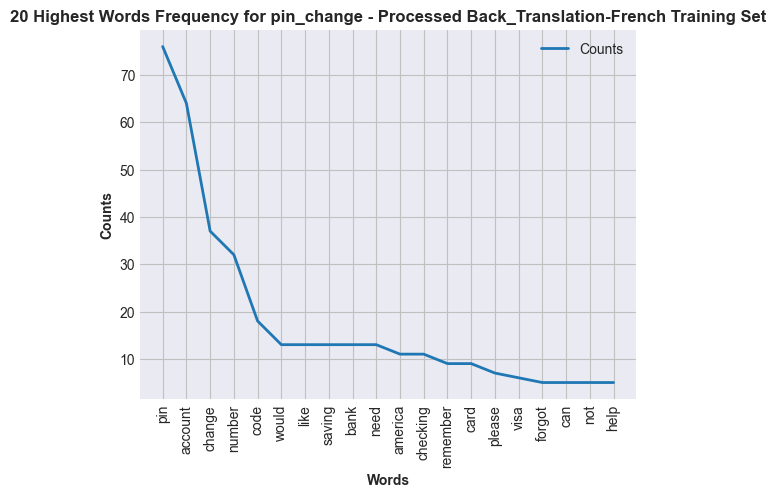 20 Highest Words Frequency for pin_change - Processed Back_Translation-French Training Set
Counts
Counts
70
60
50
40
30
20
10
pin
account
change
number
code
would
like
saving
bank
need
america
checking
remember
card
please
visa
forgot
can
not
help
Words